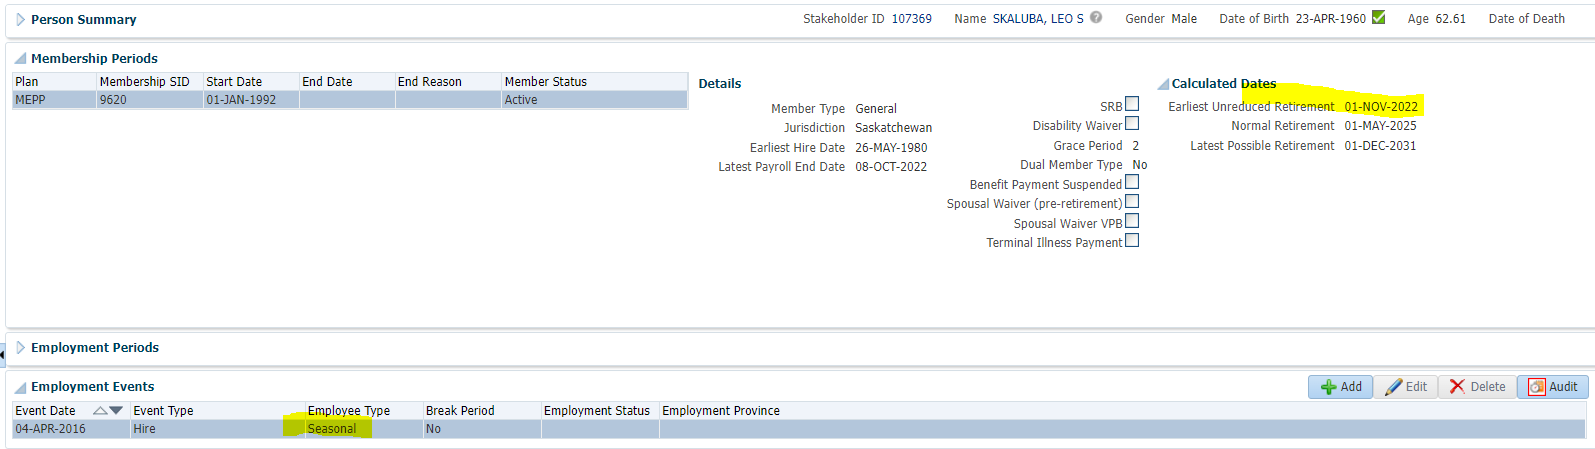 Person Summary Stakeholder ID 107369 Name SKALUBA, LEO S Gender Male Date of Birth 23-APR-1960 Age 62.61 Date of Death
Membership Periods
Plan Membership SID Start Date End Date End Reason Member Status
MEPP 9620 01-JAN-1992 Active
Details
Member Type General
Jurisdiction Saskatchewan
Earliest Hire Date 26-MAY-1980
Latest Payroll End Date 08-OCT-2022
SRB
Disability Waiver
Grace Period 2
Dual Member Type No
Benefit Payment Suspended
Spousal Waiver (pre-retirement)
Spousal Waiver VPB
Terminal Illness Payment
Calculated Dates
Earliest Unreduced Retirement 01-NOV-2022
Normal Retirement 01-MAY-2025
Latest Possible Retirement 01-DEC-2031
Employment Periods
Employment Events Add Edit Delete Audit
Event Date Event Type Employee Type Break Period Employment Status Employment Province
04-APR-2016 Hire Seasonal No